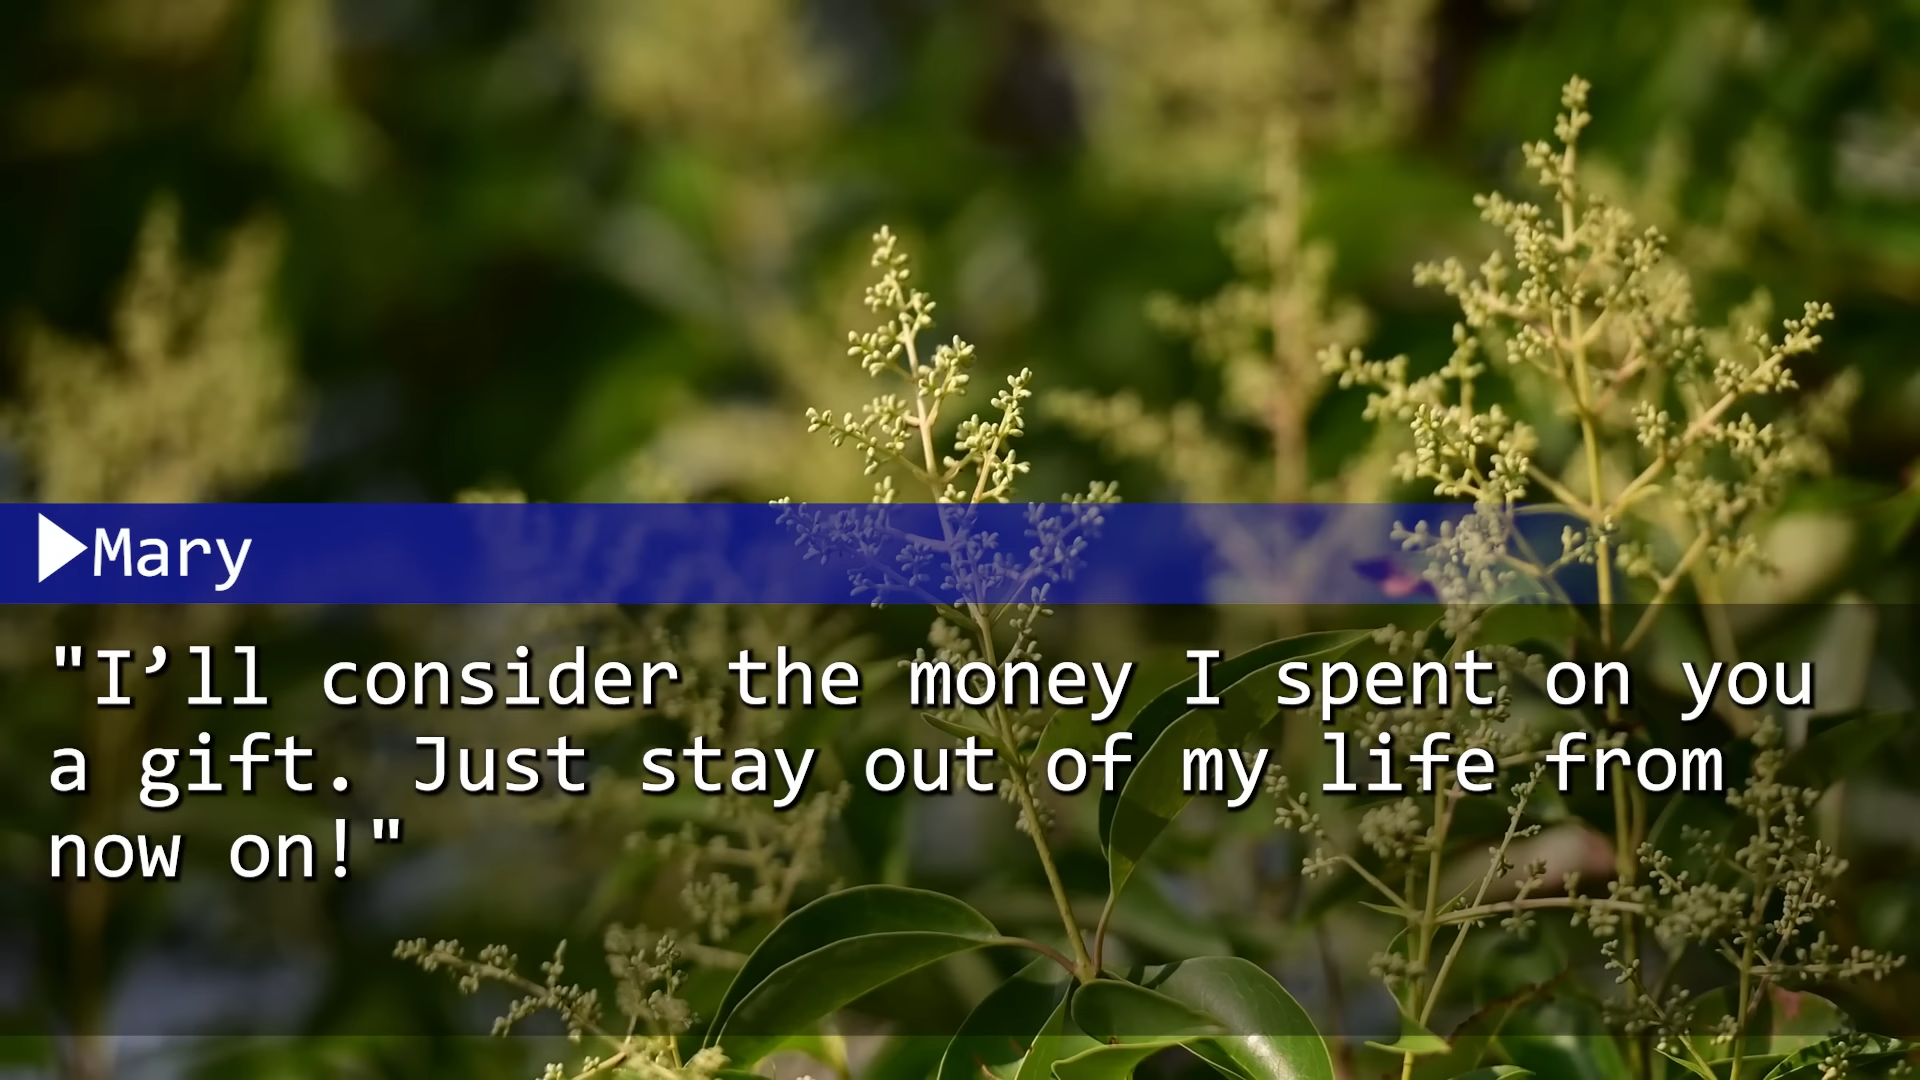 Mary
"I’ll consider the money I spent on you
a gift. Just stay out of my life from
now on!"